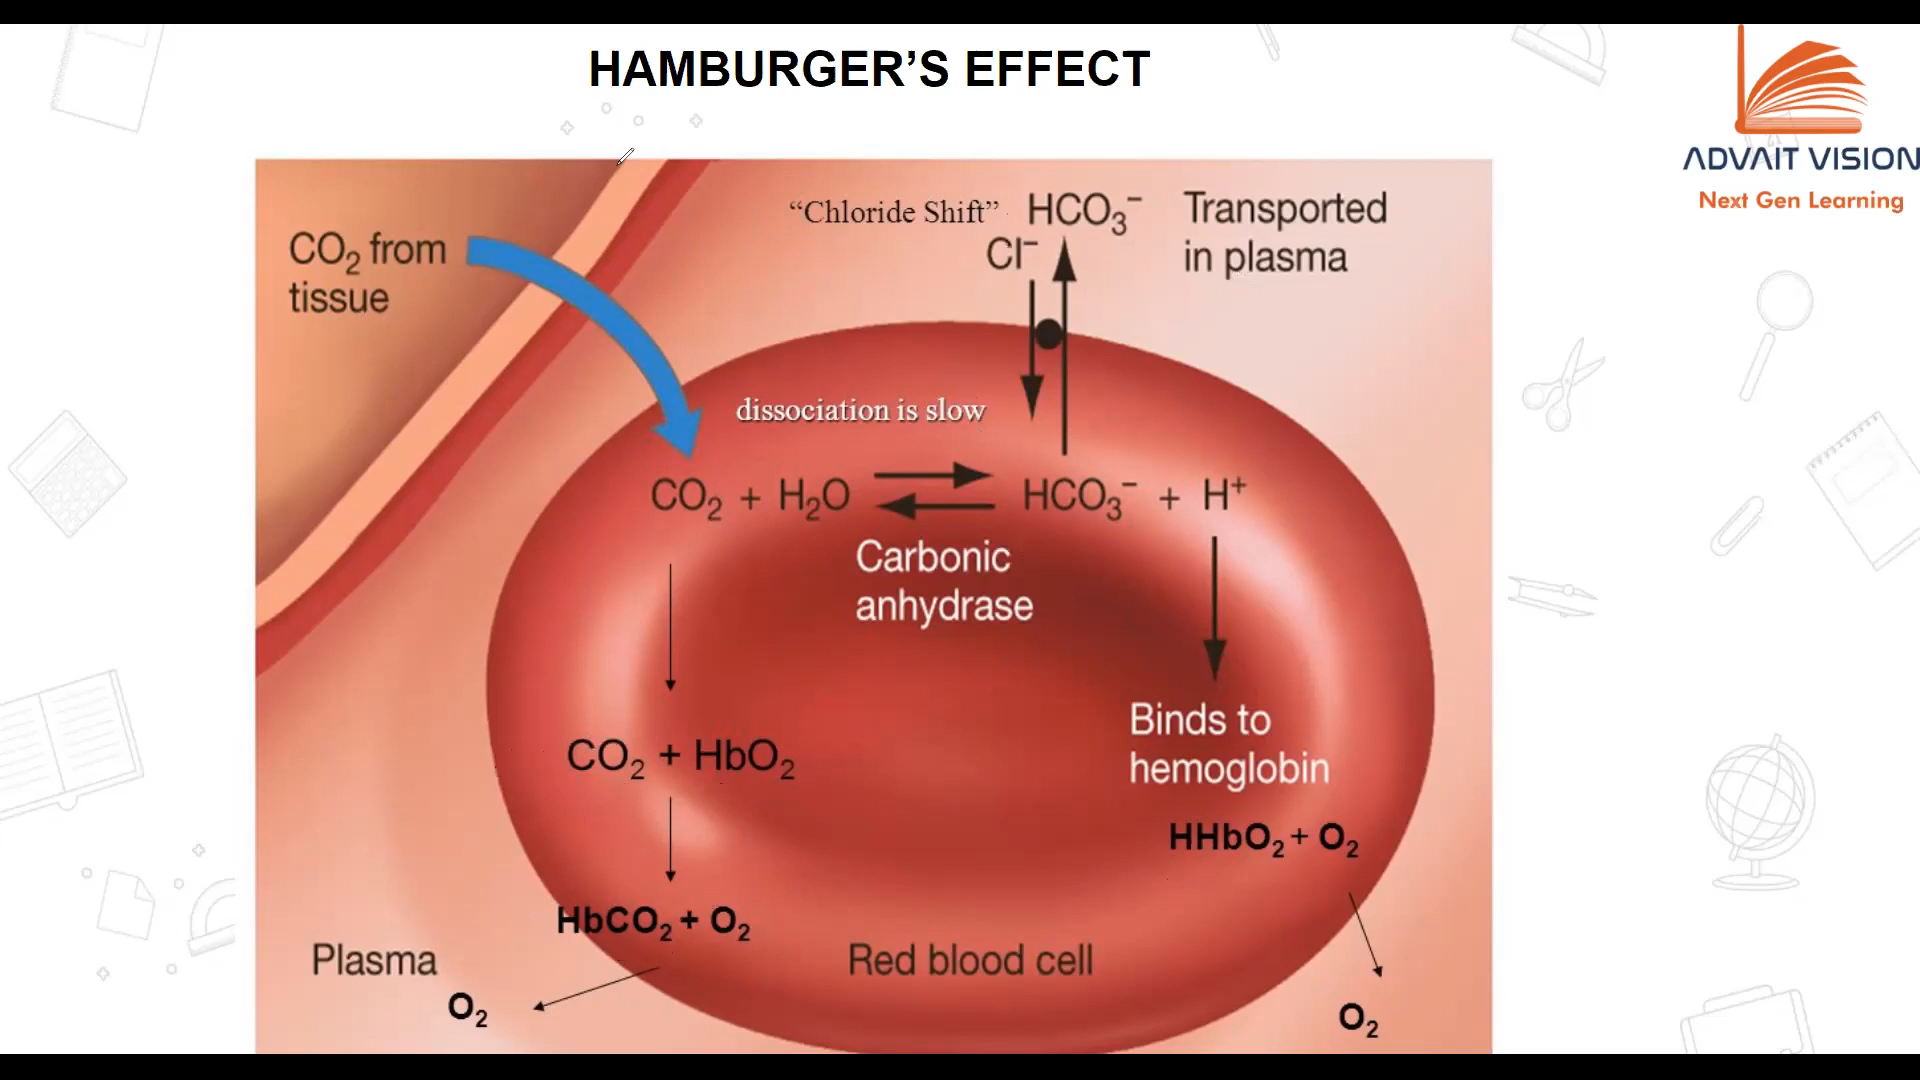 HAMBURGER’S EFFECT
ADVAIT VISION
Next Gen Learning
“Chloride Shift” HCO₃⁻ Transported
Cl⁻ in plasma
CO₂ from
tissue
dissociation is slow
CO₂ + H₂O HCO₃⁻ + H⁺
Carbonic
anhydrase
Binds to
hemoglobin
CO₂ + HbO₂
HHbO₂ + O₂
HbCO₂ + O₂
Plasma
Red blood cell
O₂
O₂